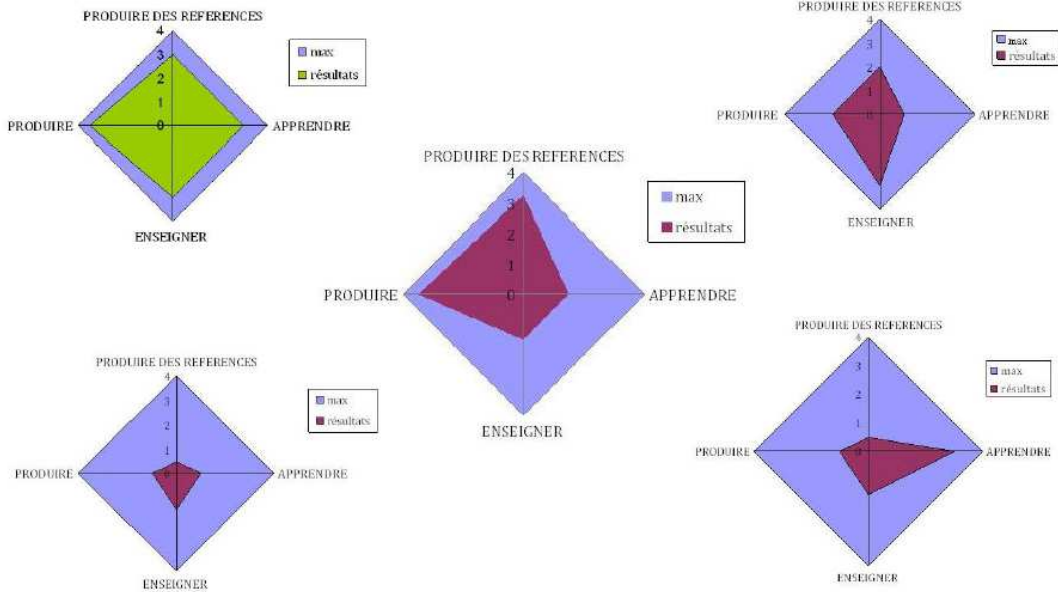 PRODUIRE DES REFERENCES
4
3
2
1
0
PRODUIRE
APPRENDRE
ENSEIGNER
max
résultats
PRODUIRE DES REFERENCES
4
3
2
1
0
PRODUIRE
APPRENDRE
ENSEIGNER
max
résultats
PRODUIRE DES REFERENCES
4
3
2
1
0
PRODUIRE
APPRENDRE
ENSEIGNER
max
résultats
PRODUIRE DES REFERENCES
4
3
2
1
0
PRODUIRE
APPRENDRE
ENSEIGNER
max
résultats
PRODUIRE DES REFERENCES
4
3
2
1
0
PRODUIRE
APPRENDRE
ENSEIGNER
max
résultats